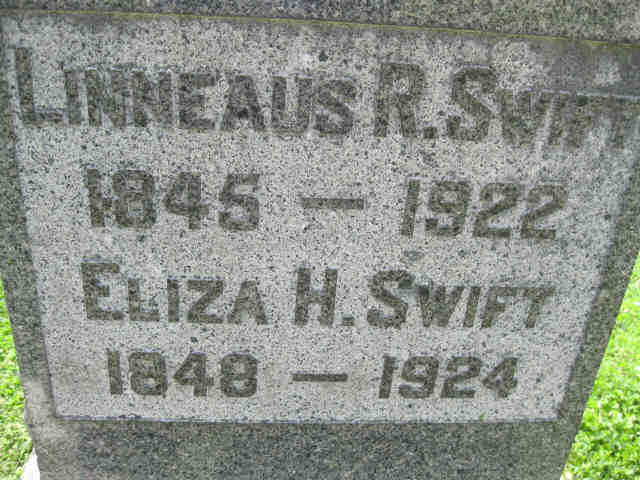 LINNEAUS R. SWIFT
1845 — 1922
ELIZA H. SWIFT
1848 — 1924